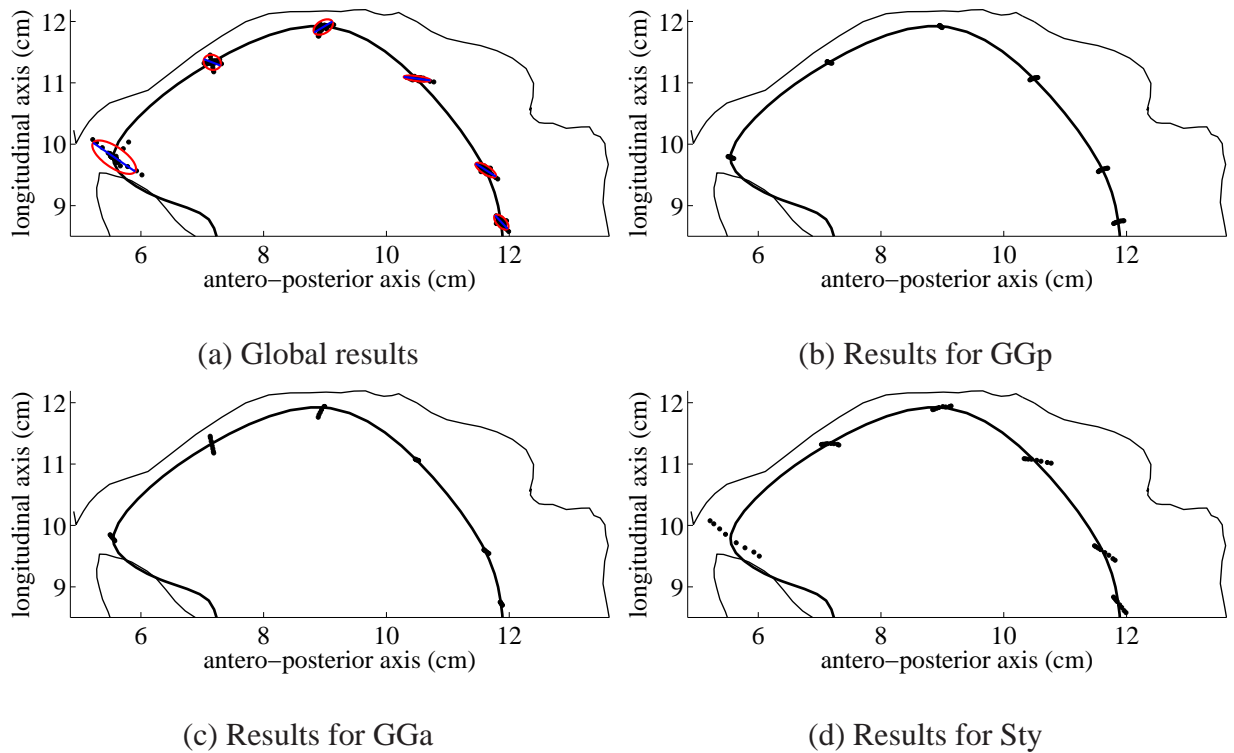 12
11
10
9
longitudinal axis (cm)
6 8 10 12
antero−posterior axis (cm)
(a) Global results
12
11
10
9
longitudinal axis (cm)
6 8 10 12
antero−posterior axis (cm)
(b) Results for GGp
12
11
10
9
longitudinal axis (cm)
6 8 10 12
antero−posterior axis (cm)
(c) Results for GGa
12
11
10
9
longitudinal axis (cm)
6 8 10 12
antero−posterior axis (cm)
(d) Results for Sty